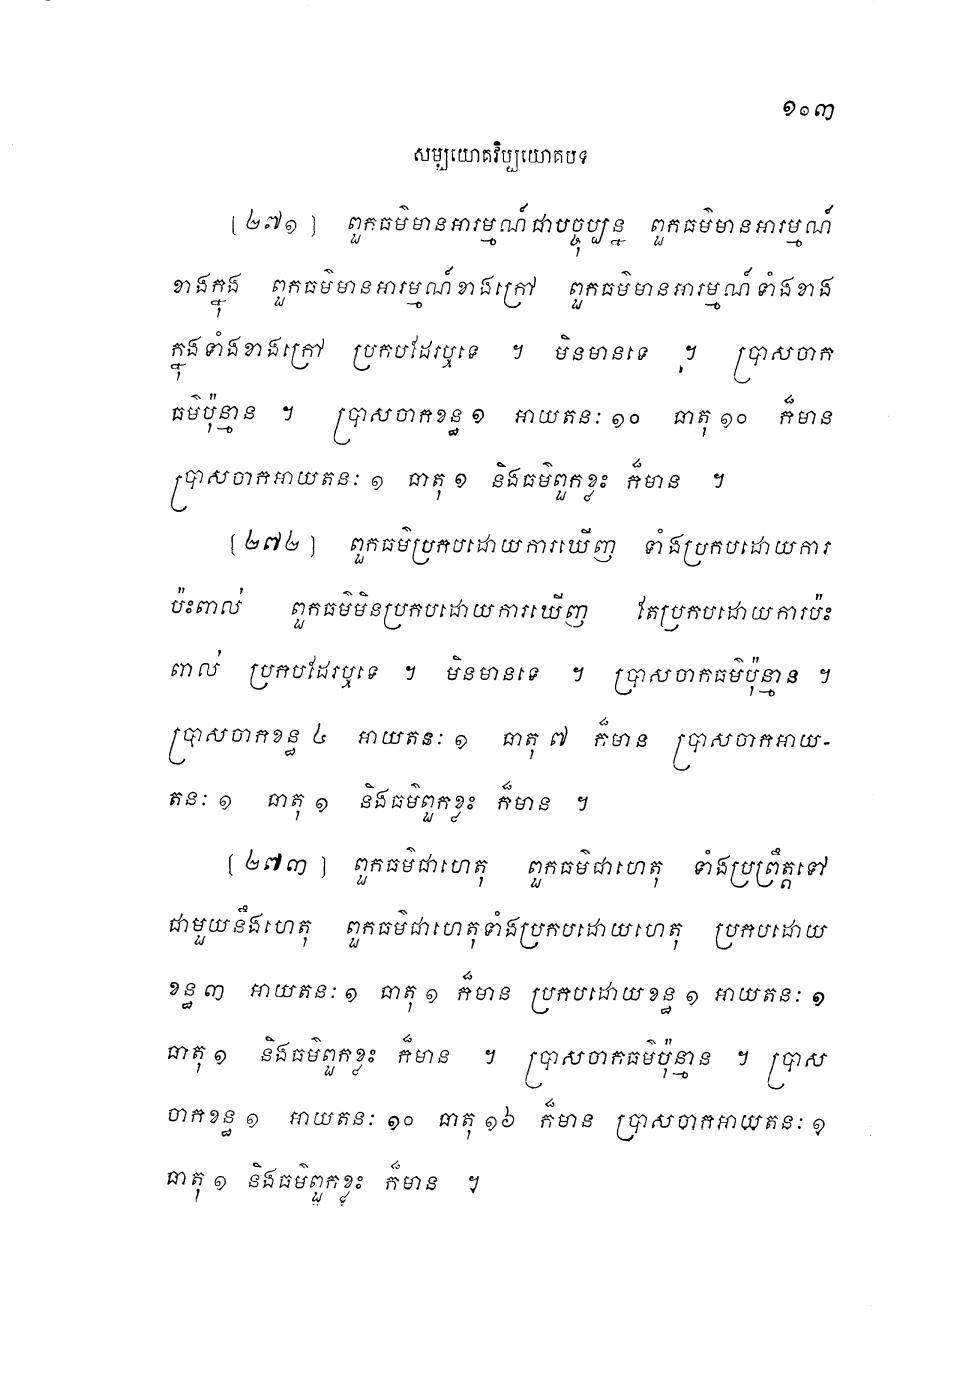 ១០៣
សម្បយោគវិប្បយោគបទ
[២៧១] ពួកធម៌មានអារម្មណ៍ជាបច្ចុប្បន្ន ពួកធម៌មានអារម្មណ៍
ខាងក្នុង ពួកធម៌មានអារម្មណ៍ខាងក្រៅ ពួកធម៌មានអារម្មណ៍ទាំងខាង
ក្នុងទាំងខាងក្រៅ ប្រកបដែរឬទេ ។ មិនមានទេ ។ ប្រាសចាក
ធម៌ប៉ុន្មាន ។ ប្រាសចាកខន្ធ ១ អាយតនៈ ១០ ធាតុ ១០ ក៏មាន
ប្រាសចាកអាយតនៈ ១ ធាតុ ១ និងធម៌ពួកខ្លះ ក៏មាន ។
[២៧២] ពួកធម៌ប្រកបដោយការឃើញ ទាំងប្រកបដោយការ
ប៉ះពាល់ ពួកធម៌មិនប្រកបដោយការឃើញ តែប្រកបដោយការប៉ះ
ពាល់ ប្រកបដែរឬទេ ។ មិនមានទេ ។ ប្រាសចាកធម៌ប៉ុន្មាន ។
ប្រាសចាកខន្ធ ៤ អាយតនៈ ១ ធាតុ ៧ ក៏មាន ប្រាសចាកអាយ-
តនៈ ១ ធាតុ ១ និងធម៌ពួកខ្លះ ក៏មាន ។
[២៧៣] ពួកធម៌ជាហេតុ ពួកធម៌ជាហេតុ ទាំងប្រព្រឹត្តទៅ
ជាមួយនឹងហេតុ ពួកធម៌ជាហេតុទាំងប្រកបដោយហេតុ ប្រកបដោយ
ខន្ធ ៣ អាយតនៈ ១ ធាតុ ១ ក៏មាន ប្រកបដោយខន្ធ ១ អាយតនៈ ១
ធាតុ ១ និងធម៌ពួកខ្លះ ក៏មាន ។ ប្រាសចាកធម៌ប៉ុន្មាន ។ ប្រាស
ចាកខន្ធ ១ អាយតនៈ ១០ ធាតុ ១៦ ក៏មាន ប្រាសចាកអាយតនៈ ១
ធាតុ ១ និងធម៌ពួកខ្លះ ក៏មាន ។